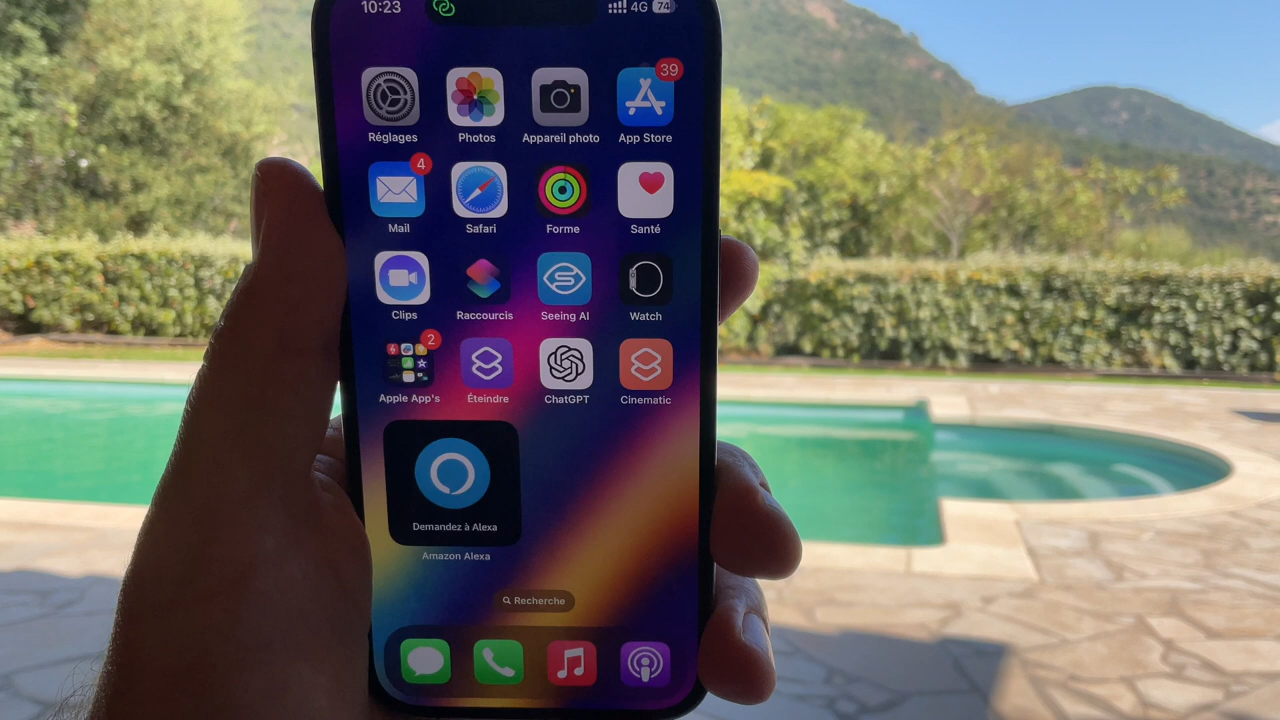 10:23 4G 74
39
Réglages Photos Appareil photo App Store
4
Mail Safari Forme Santé
Clips Raccourcis Seeing AI Watch
2
Apple App's Éteindre ChatGPT Cinematic
Demandez à Alexa
Amazon Alexa
Recherche